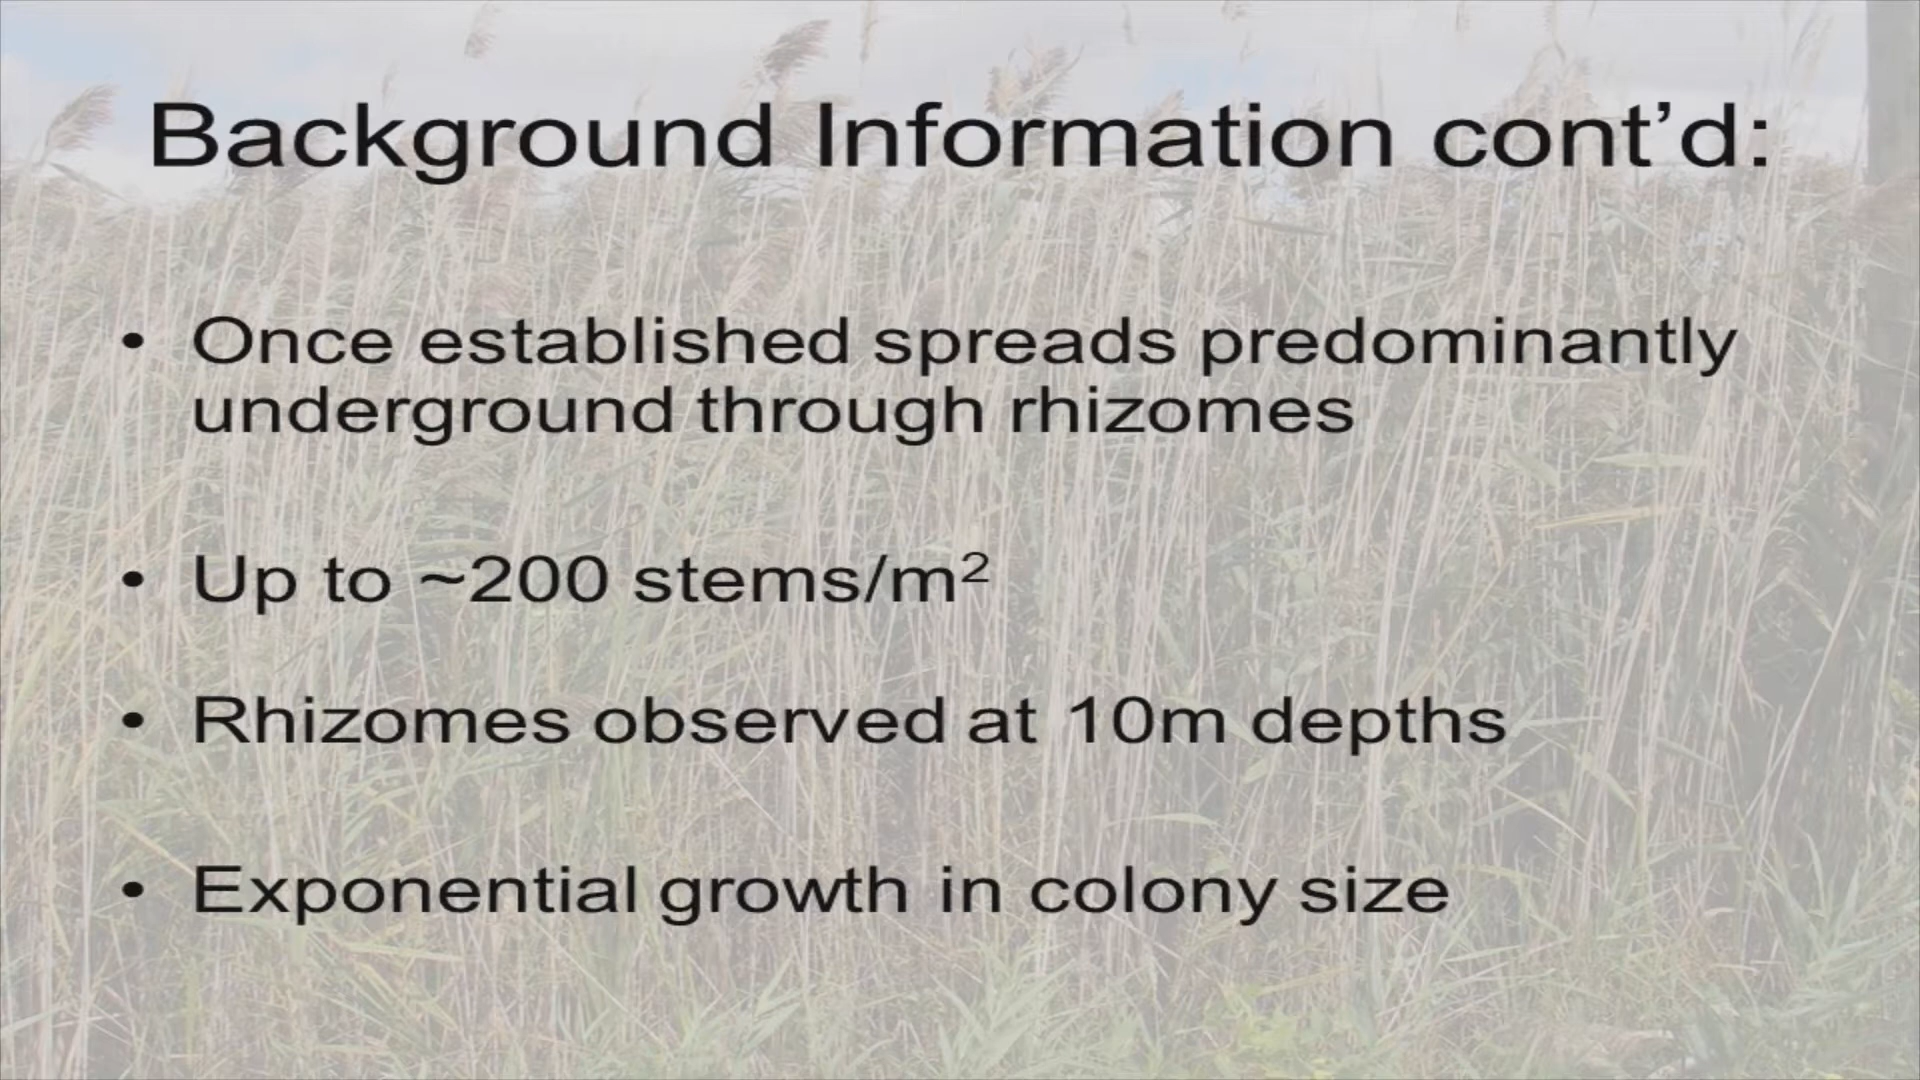 Background Information cont’d:
• Once established spreads predominantly
underground through rhizomes
• Up to ~200 stems/m²
• Rhizomes observed at 10m depths
• Exponential growth in colony size